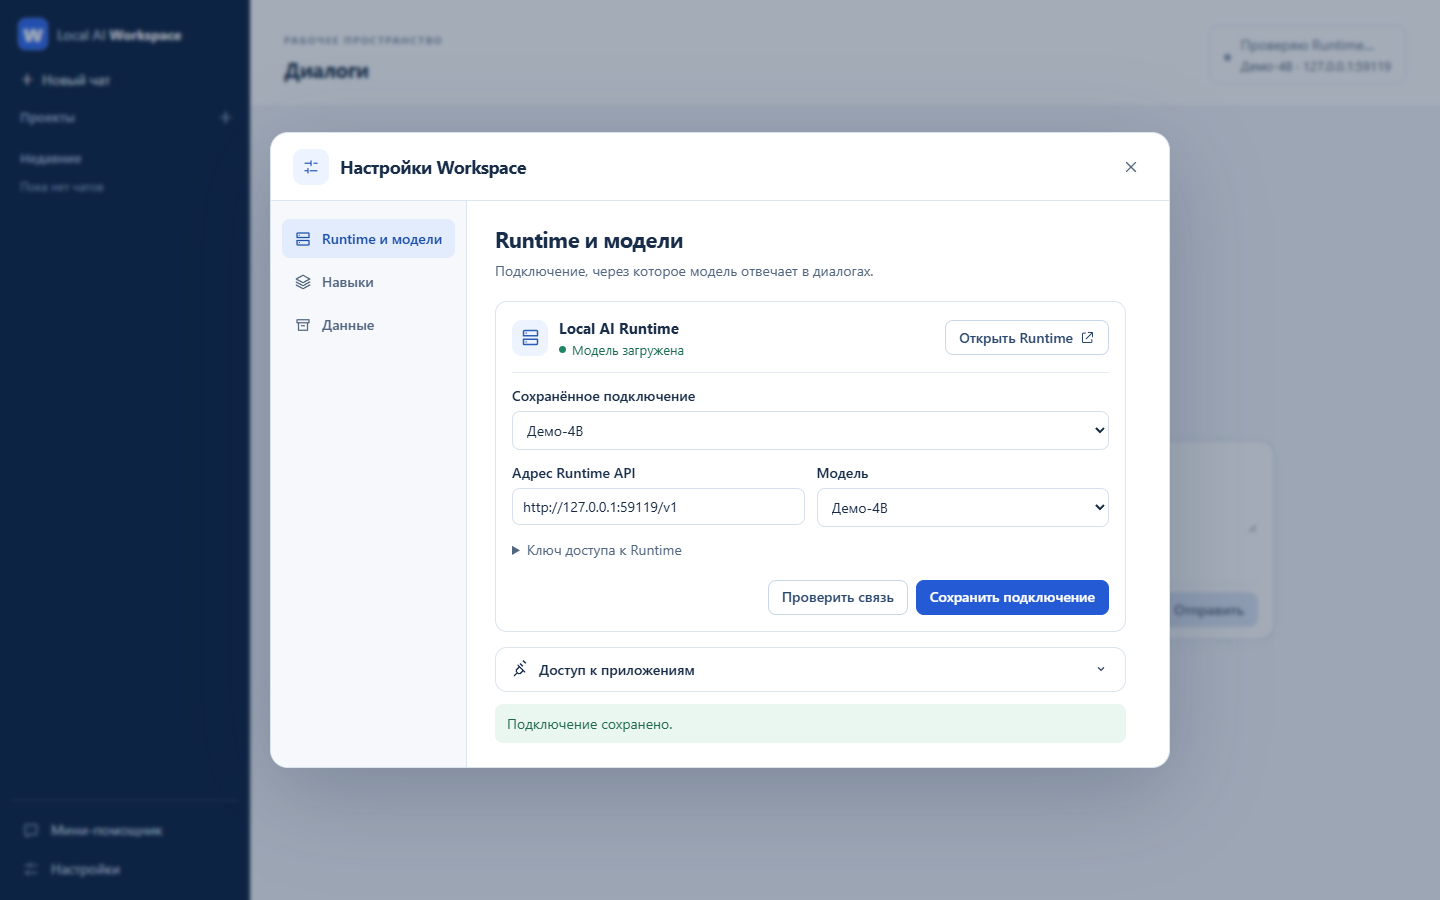 W Local AI Workspace
+ Новый чат
Проекты +
Недавние
Пока нет чатов
РАБОЧЕЕ ПРОСТРАНСТВО
Диалоги
Проверяю Runtime...
Демо-4B · 127.0.0.1:59119
Настройки Workspace
Runtime и модели
Навыки
Данные
Runtime и модели
Подключение, через которое модель отвечает в диалогах.
Local AI Runtime
Модель загружена
Открыть Runtime
Сохранённое подключение
Демо-4B
Адрес Runtime API
Модель
http://127.0.0.1:59119/v1
Демо-4B
Ключ доступа к Runtime
Проверить связь
Сохранить подключение
Доступ к приложениям
Подключение сохранено.
Отправить
Мини-помощник
Настройки